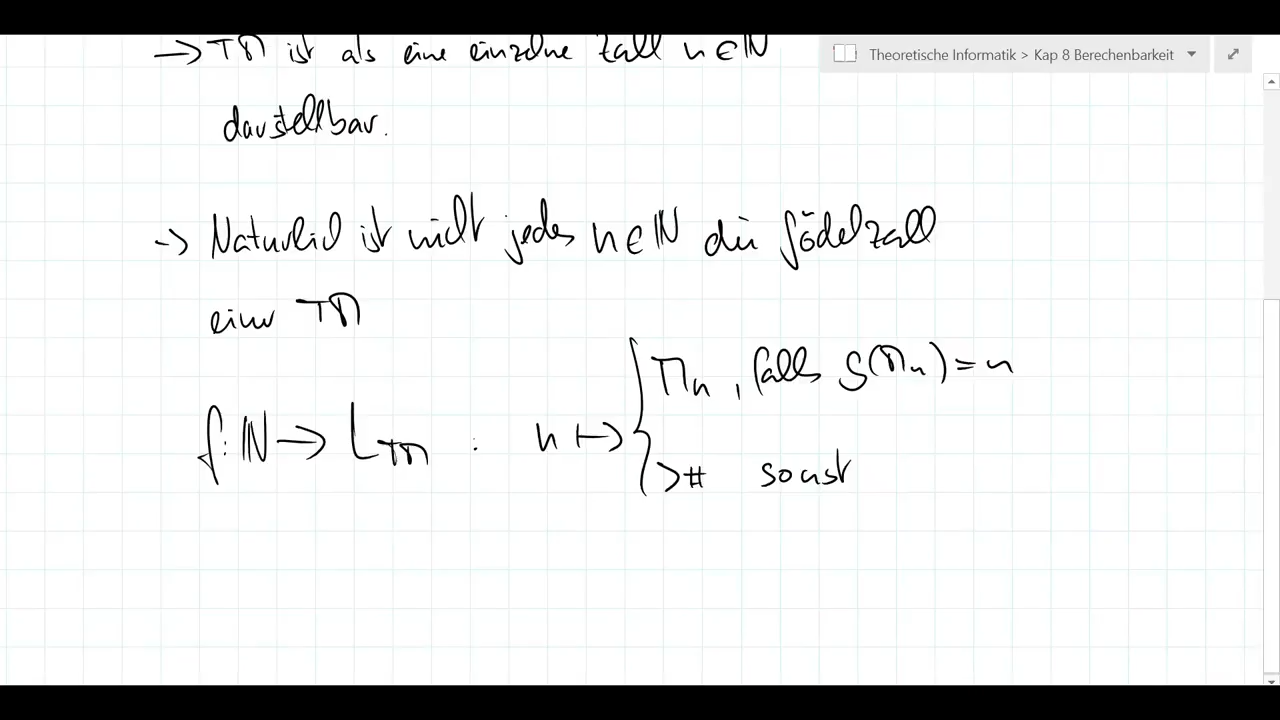 → TM ist als eine einzelne Zahl n∈ℕ
Theoretische Informatik > Kap 8 Berechenbarkeit
darstellbar.
→ Natürlich ist nicht jedes n∈ℕ die Gödelzahl
einer TM
f: ℕ → L_TM : n ↦ { M_n , falls g(M_n) = n
>#   sonst